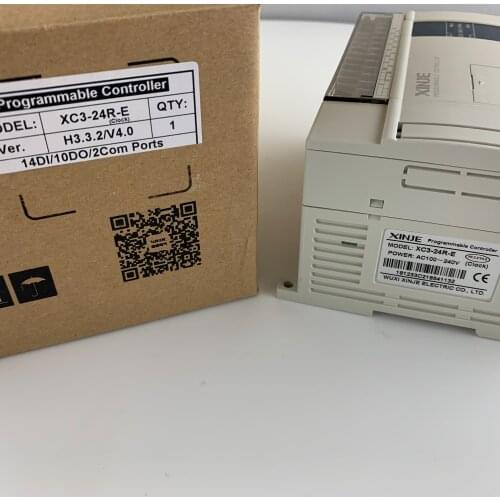 Programmable Controller
MODEL: XC3-24R-E QTY:
(Clock)
Ver. H3.3.2/V4.0 1
14DI/10DO/2Com Ports
XINJE
XINJE Programmable Controller
MODEL: XC3-24R-E
(Clock)
POWER: AC100~240V
WUXI XINJE ELECTRIC CO., LTD.